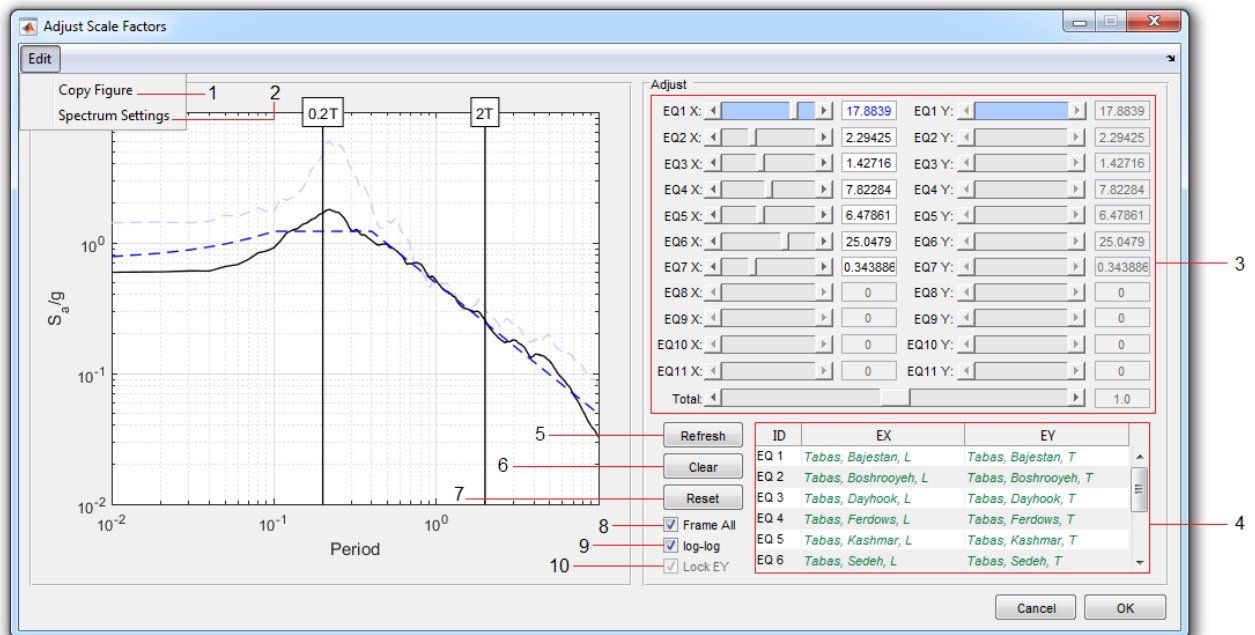 Adjust Scale Factors
Edit
Copy Figure 1
Spectrum Settings 2
0.2T 2T
10^0
10^-1
10^-2
S_a/g
10^-2 10^-1 10^0
Period
Adjust
EQ1 X: 17.8839 EQ1 Y: 17.8839
EQ2 X: 2.29425 EQ2 Y: 2.29425
EQ3 X: 1.42716 EQ3 Y: 1.42716
EQ4 X: 7.82284 EQ4 Y: 7.82284
EQ5 X: 6.47861 EQ5 Y: 6.47861
EQ6 X: 25.0479 EQ6 Y: 25.0479
EQ7 X: 0.343886 EQ7 Y: 0.343886
EQ8 X: 0 EQ8 Y: 0
EQ9 X: 0 EQ9 Y: 0
EQ10 X: 0 EQ10 Y: 0
EQ11 X: 0 EQ11 Y: 0
Total: 1.0
3
5 Refresh
6 Clear
7 Reset
8 Frame All
9 log-log
10 Lock EY
ID EX EY
EQ 1 Tabas, Bajestan, L Tabas, Bajestan, T
EQ 2 Tabas, Boshrooyeh, L Tabas, Boshrooyeh, T
EQ 3 Tabas, Dayhook, L Tabas, Dayhook, T
EQ 4 Tabas, Ferdows, L Tabas, Ferdows, T
EQ 5 Tabas, Kashmar, L Tabas, Kashmar, T
EQ 6 Tabas, Sedeh, L Tabas, Sedeh, T
4
Cancel OK